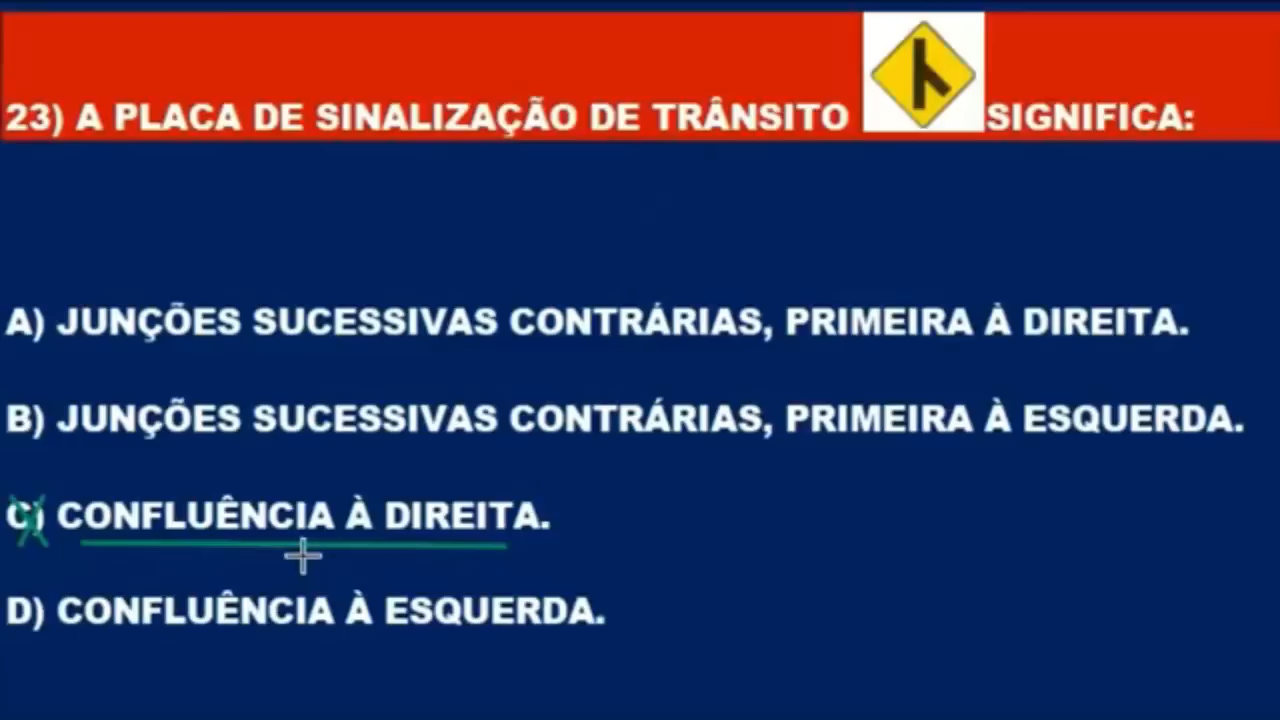 23) A PLACA DE SINALIZAÇÃO DE TRÂNSITO SIGNIFICA:
A) JUNÇÕES SUCESSIVAS CONTRÁRIAS, PRIMEIRA À DIREITA.
B) JUNÇÕES SUCESSIVAS CONTRÁRIAS, PRIMEIRA À ESQUERDA.
C) CONFLUÊNCIA À DIREITA.
D) CONFLUÊNCIA À ESQUERDA.